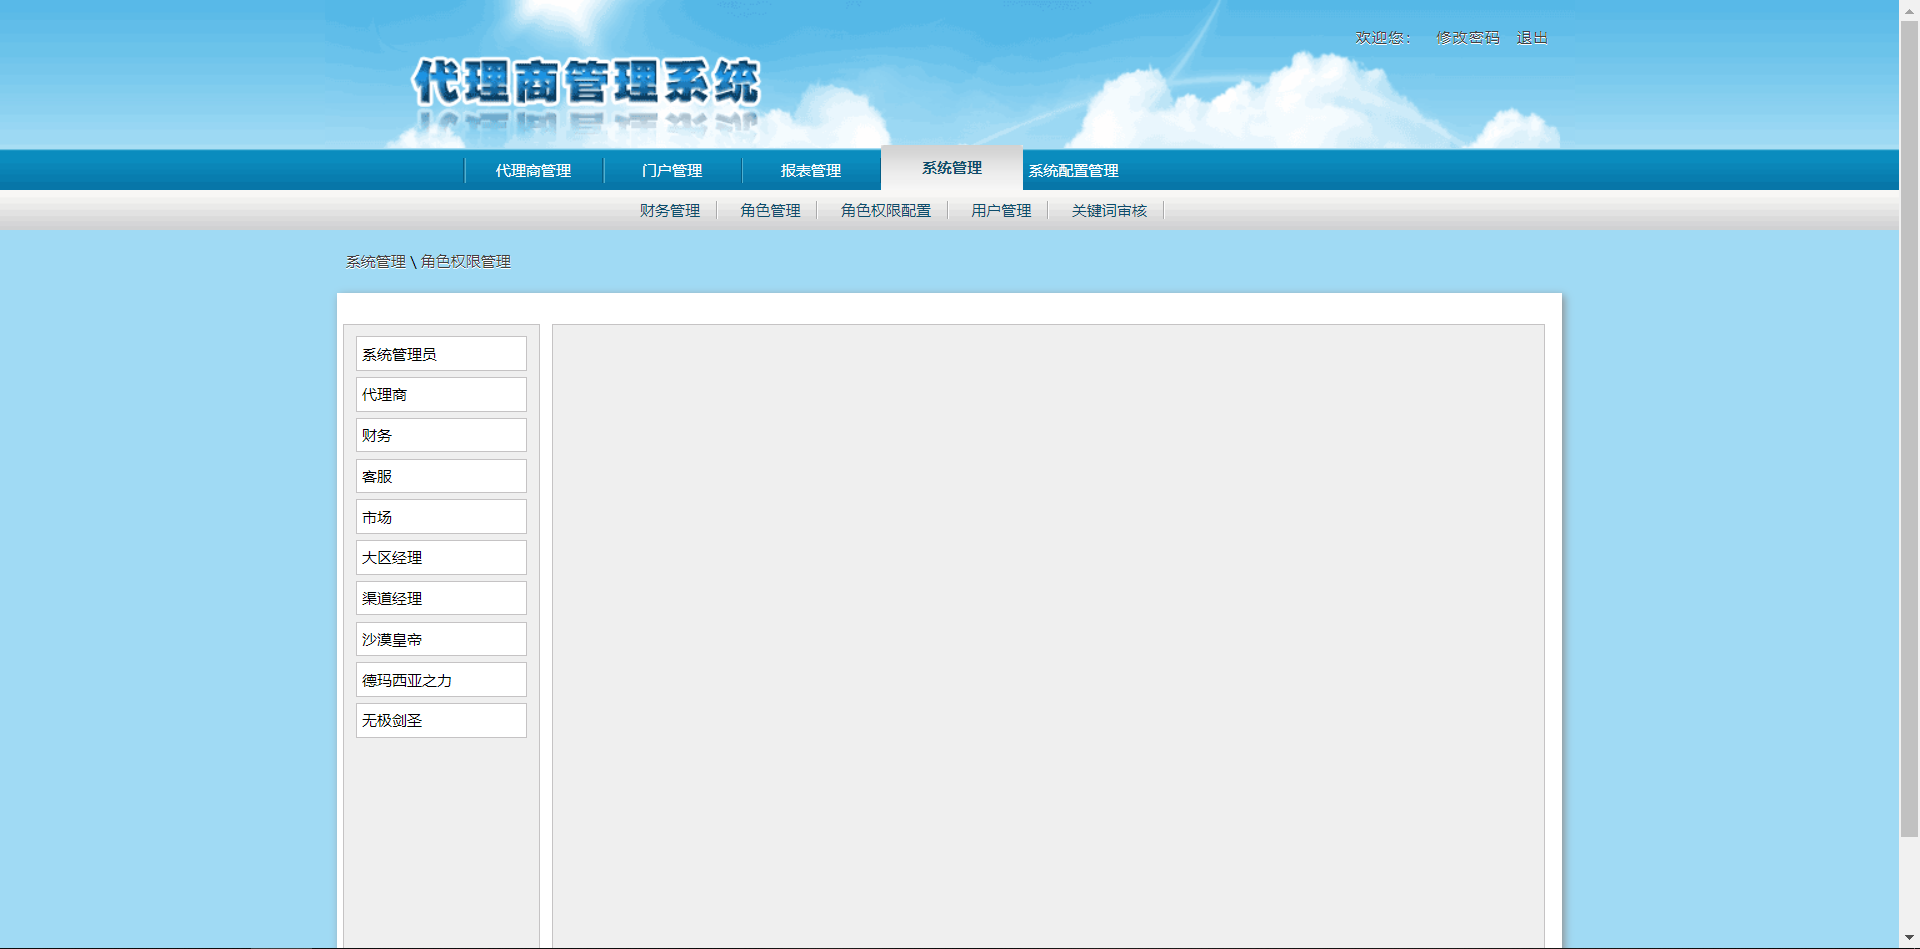 欢迎您： 修改密码 退出
代理商管理系统
代理商管理 门户管理 报表管理 系统管理 系统配置管理
财务管理 角色管理 角色权限配置 用户管理 关键词审核
系统管理 \ 角色权限管理
系统管理员
代理商
财务
客服
市场
大区经理
渠道经理
沙漠皇帝
德玛西亚之力
无极剑圣